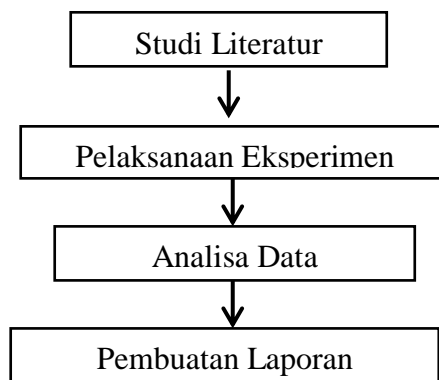 Studi Literatur
Pelaksanaan Eksperimen
Analisa Data
Pembuatan Laporan